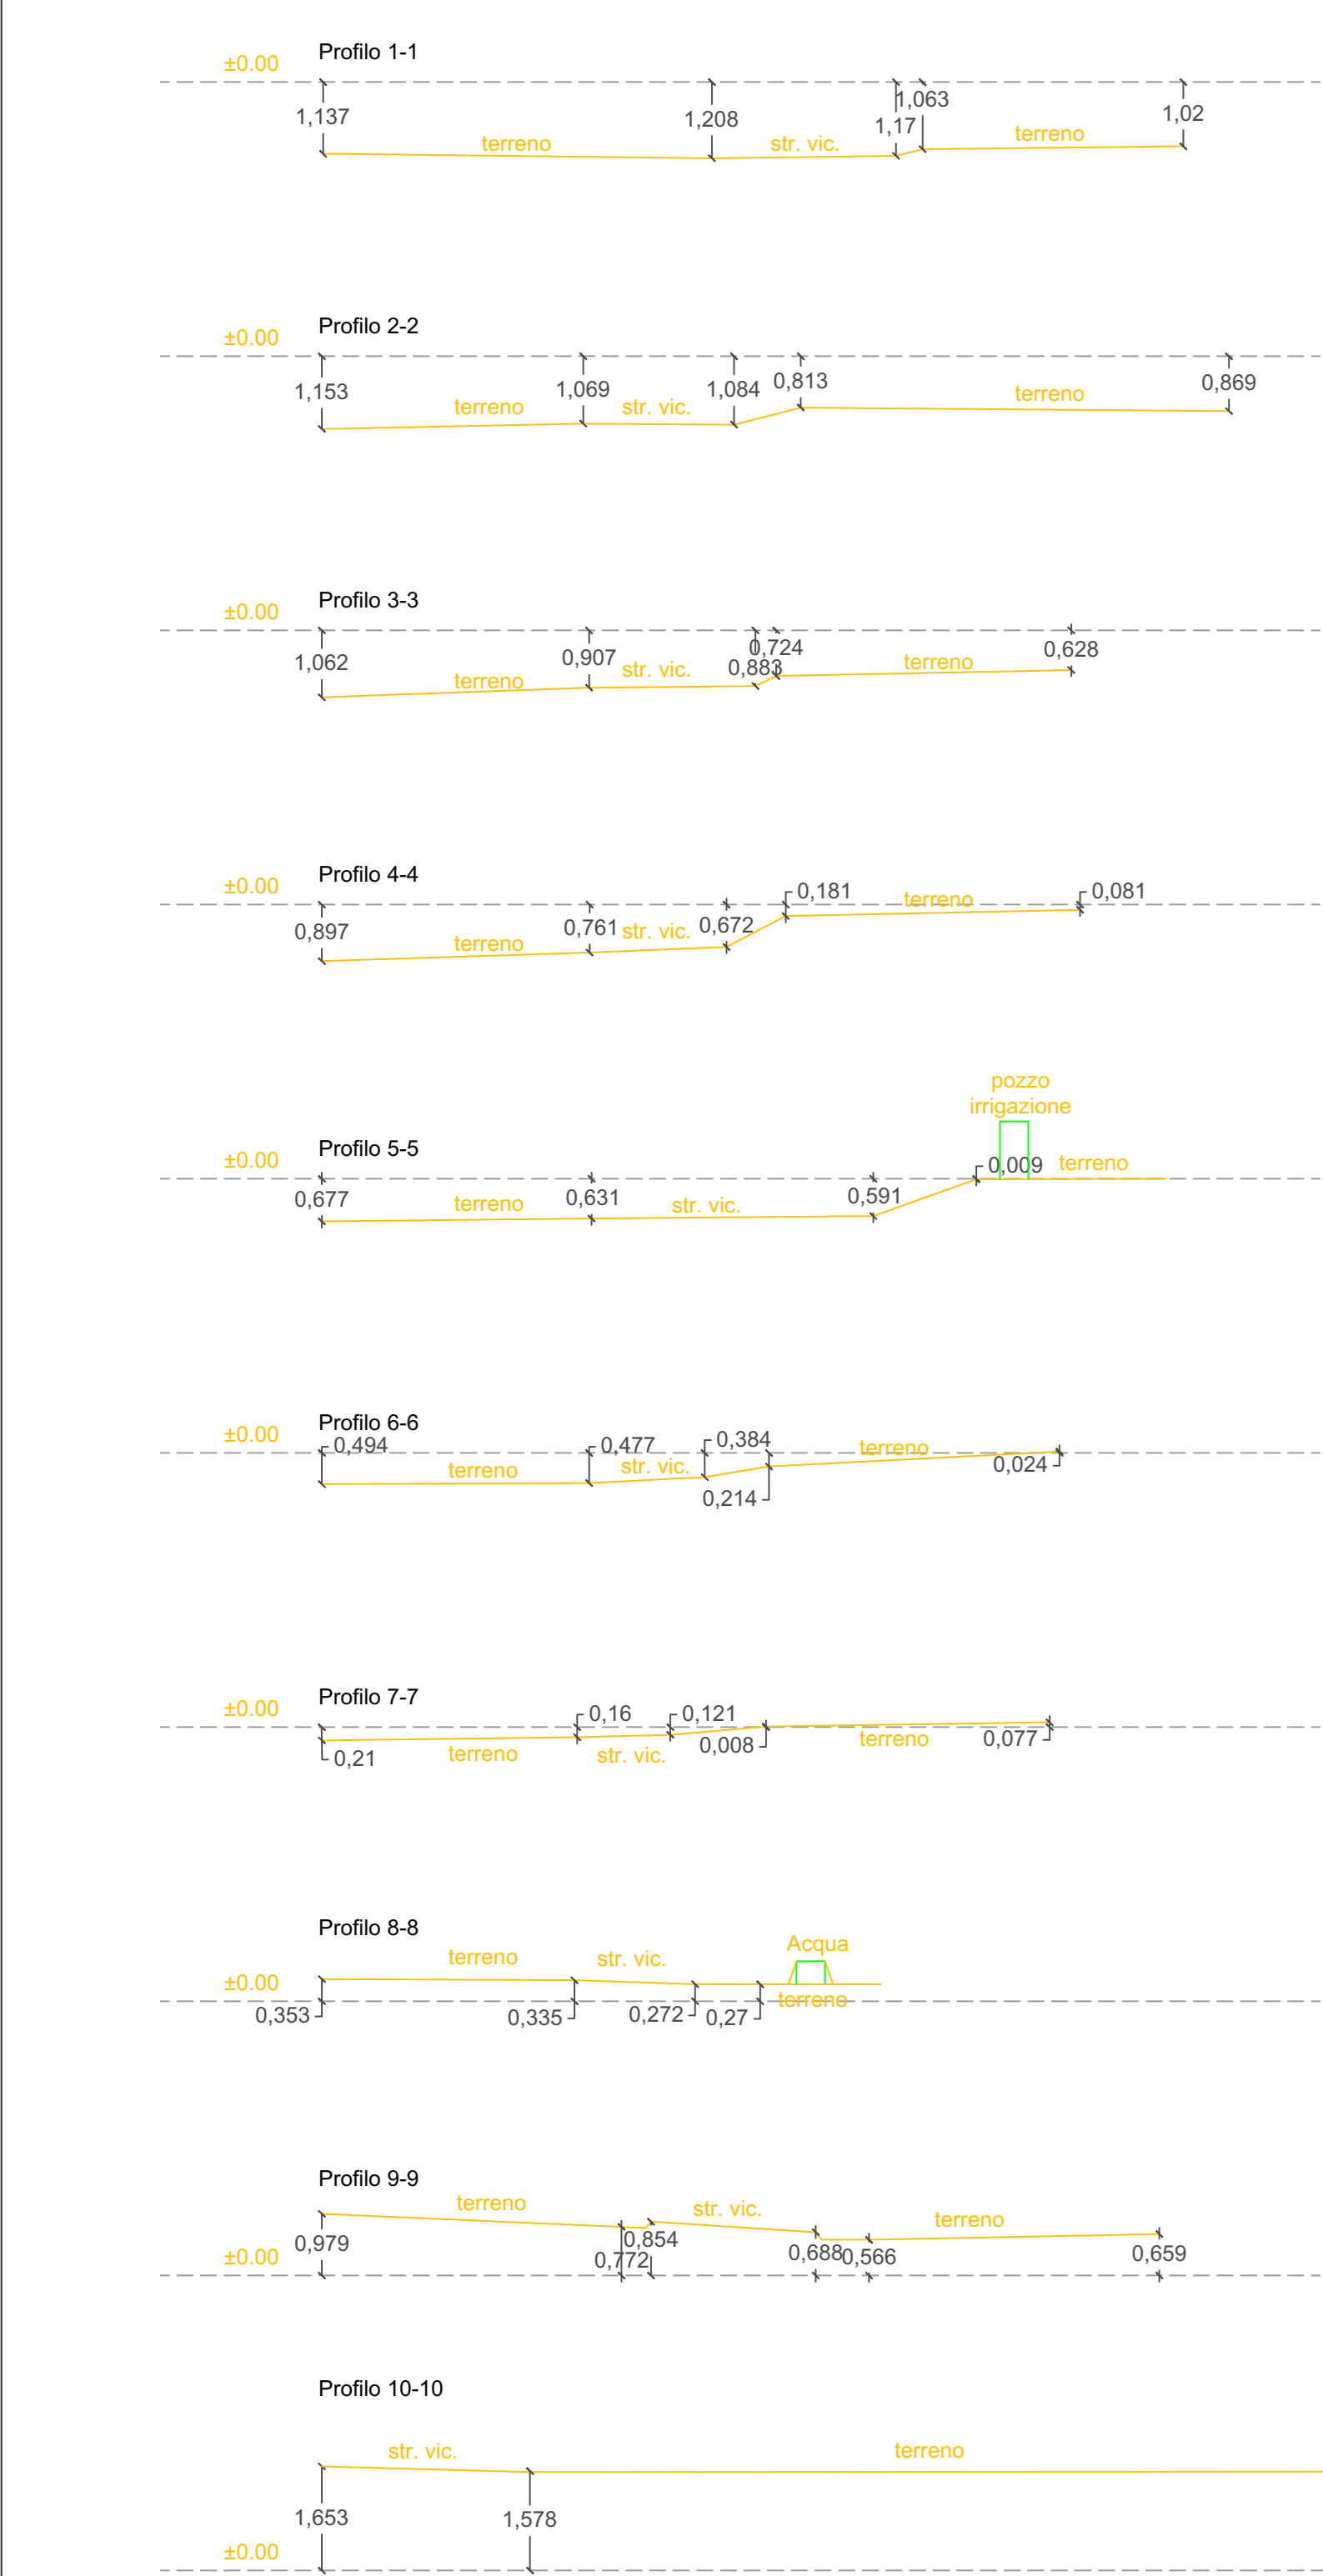 Profilo 1-1
±0.00
1,137
1,208
1,17
1,063
1,02
terreno
str. vic.
terreno
Profilo 2-2
±0.00
1,153
1,069
1,084
0,813
0,869
terreno
str. vic.
terreno
Profilo 3-3
±0.00
1,062
0,907
0,883
0,724
0,628
terreno
str. vic.
terreno
Profilo 4-4
±0.00
0,897
0,761
0,672
0,181
0,081
terreno
str. vic.
terreno
pozzo
irrigazione
Profilo 5-5
±0.00
0,677
0,631
0,591
0,009
terreno
str. vic.
terreno
Profilo 6-6
±0.00
0,494
0,477
0,384
0,214
0,024
terreno
str. vic.
terreno
Profilo 7-7
±0.00
0,21
0,16
0,121
0,008
0,077
terreno
str. vic.
terreno
Profilo 8-8
terreno
str. vic.
Acqua
±0.00
terreno
0,353
0,335
0,272
0,27
Profilo 9-9
terreno
str. vic.
terreno
±0.00
0,979
0,772
0,854
0,688
0,566
0,659
Profilo 10-10
str. vic.
terreno
1,653
1,578
±0.00